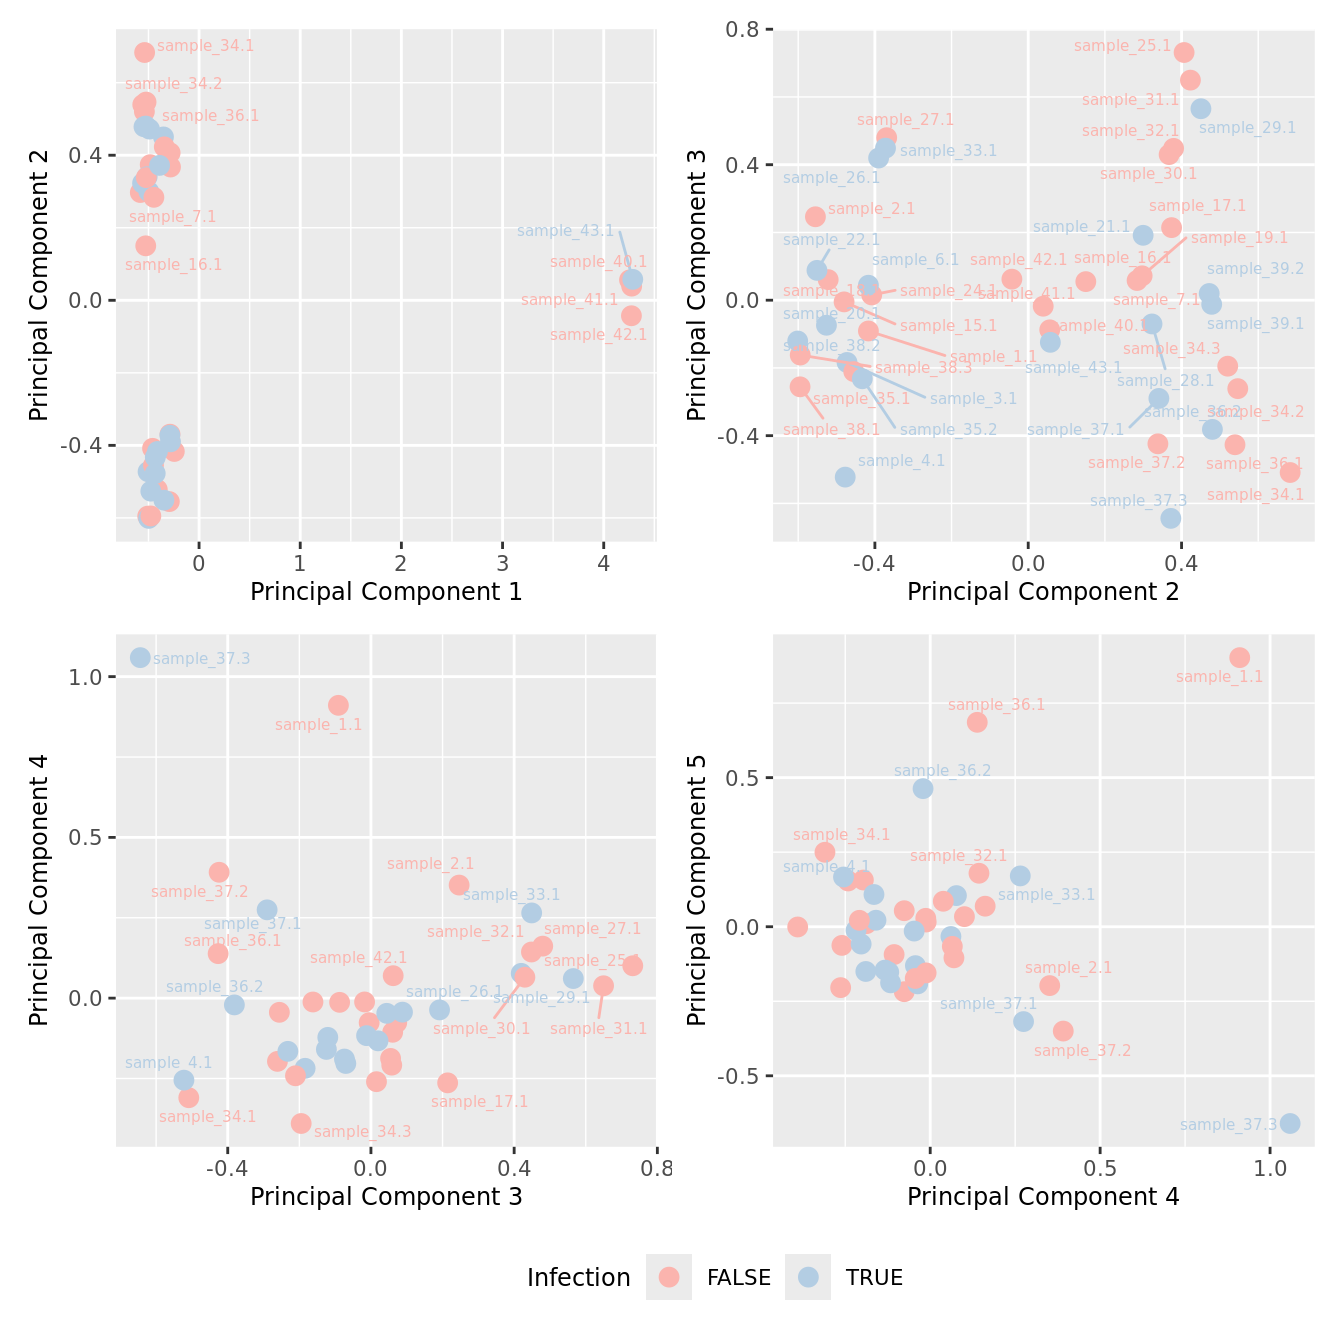 sample_34.1
sample_34.2
sample_36.1
sample_7.1
sample_16.1
sample_43.1
sample_40.1
sample_41.1
sample_42.1
0.4
0.0
-0.4
0
1
2
3
4
Principal Component 1
Principal Component 2
sample_25.1
sample_31.1
sample_29.1
sample_27.1
sample_32.1
sample_33.1
sample_30.1
sample_26.1
sample_2.1
sample_17.1
sample_21.1
sample_19.1
sample_22.1
sample_6.1
sample_42.1
sample_16.1
sample_39.2
sample_24.1
sample_41.1
sample_7.1
sample_20.1
sample_15.1
sample_40.1
sample_39.1
sample_38.2
sample_1.1
sample_34.3
sample_38.3
sample_43.1
sample_28.1
sample_35.1
sample_3.1
sample_36.2
sample_34.2
sample_38.1
sample_35.2
sample_37.1
sample_4.1
sample_37.2
sample_36.1
sample_34.1
sample_37.3
0.8
0.4
0.0
-0.4
-0.4
0.0
0.4
Principal Component 2
Principal Component 3
sample_37.3
sample_1.1
sample_2.1
sample_37.2
sample_33.1
sample_37.1
sample_32.1
sample_27.1
sample_36.1
sample_42.1
sample_36.2
sample_26.1
sample_29.1
sample_30.1
sample_31.1
sample_4.1
sample_17.1
sample_34.1
sample_34.3
1.0
0.5
0.0
-0.4
0.0
0.4
0.8
Principal Component 3
Principal Component 4
sample_1.1
sample_36.1
sample_36.2
sample_34.1
sample_32.1
sample_4.1
sample_33.1
sample_2.1
sample_37.1
sample_37.2
sample_37.3
0.5
0.0
-0.5
0.0
0.5
1.0
Principal Component 4
Principal Component 5
Infection
FALSE
TRUE